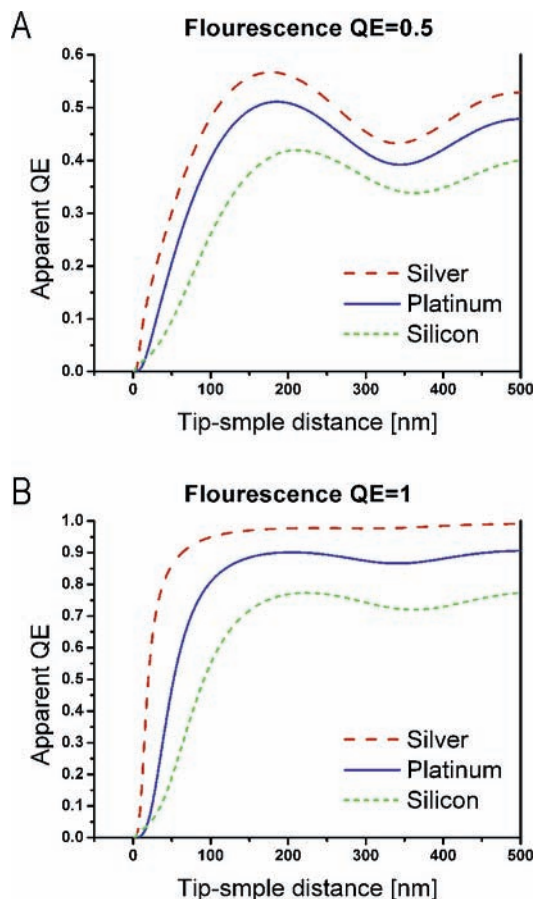 A
Flourescence QE=0.5
Apparent QE
0.6
0.5
0.4
0.3
0.2
0.1
0.0
Silver
Platinum
Silicon
0 100 200 300 400 500
Tip-smple distance [nm]
B
Flourescence QE=1
Apparent QE
1.0
0.9
0.8
0.7
0.6
0.5
0.4
0.3
0.2
0.1
0.0
Silver
Platinum
Silicon
0 100 200 300 400 500
Tip-smple distance [nm]